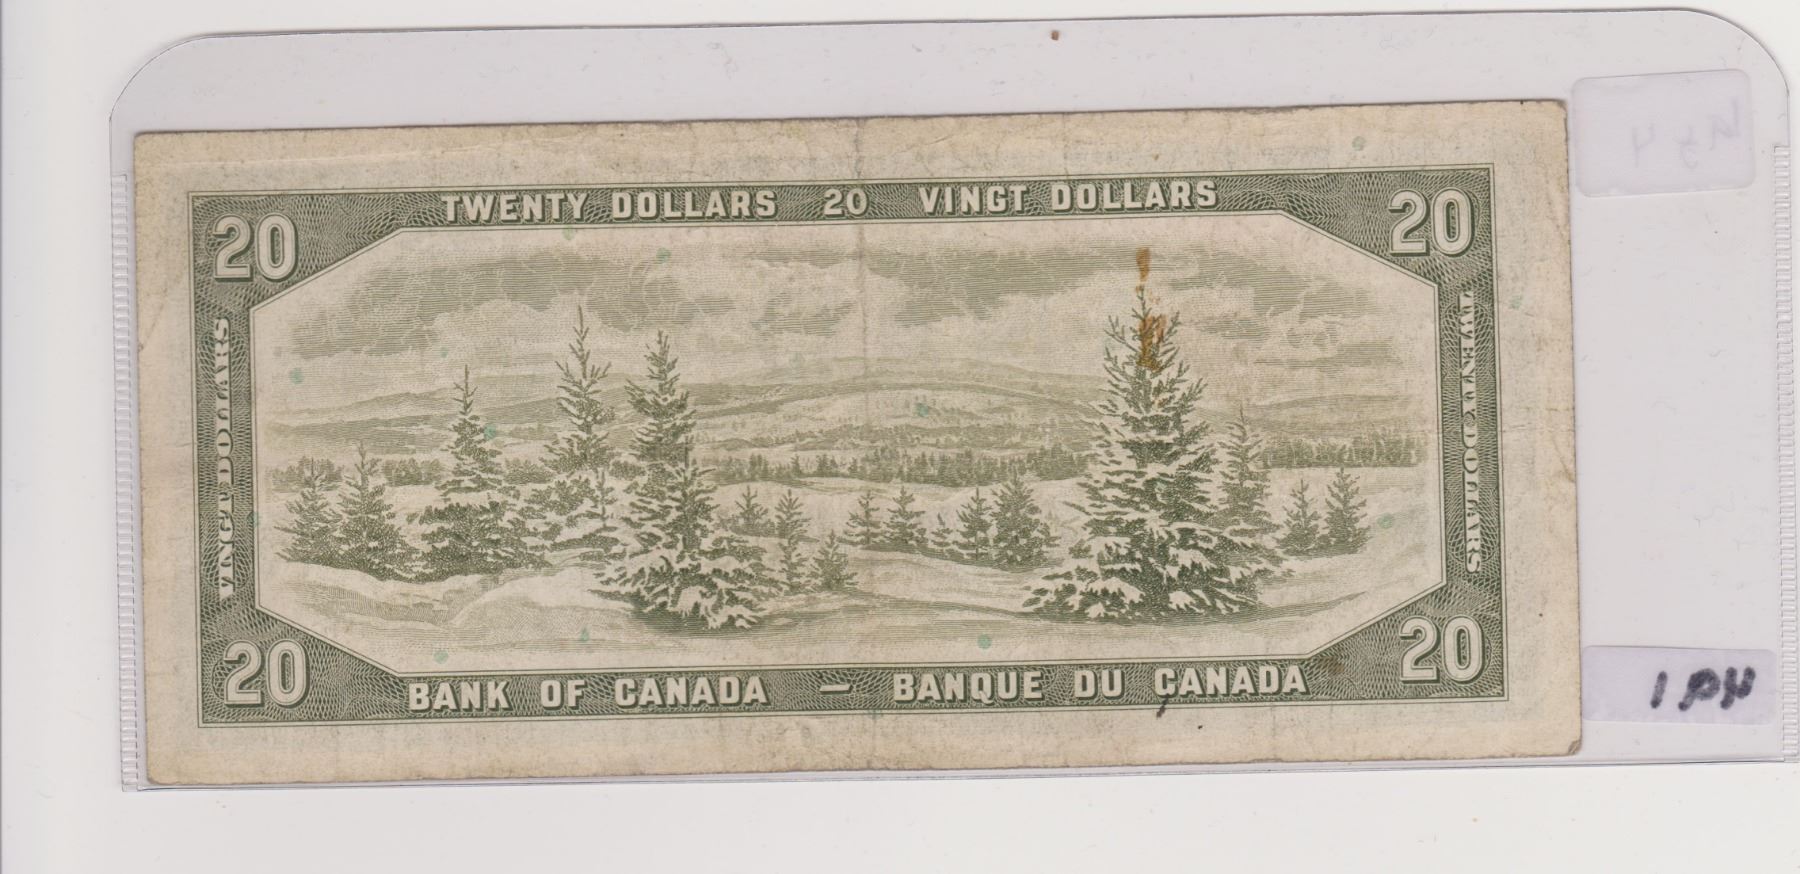 TWENTY DOLLARS 20 VINGT DOLLARS
20
20
VINGT DOLLARS
TWENTY DOLLARS
20
20
BANK OF CANADA — BANQUE DU CANADA